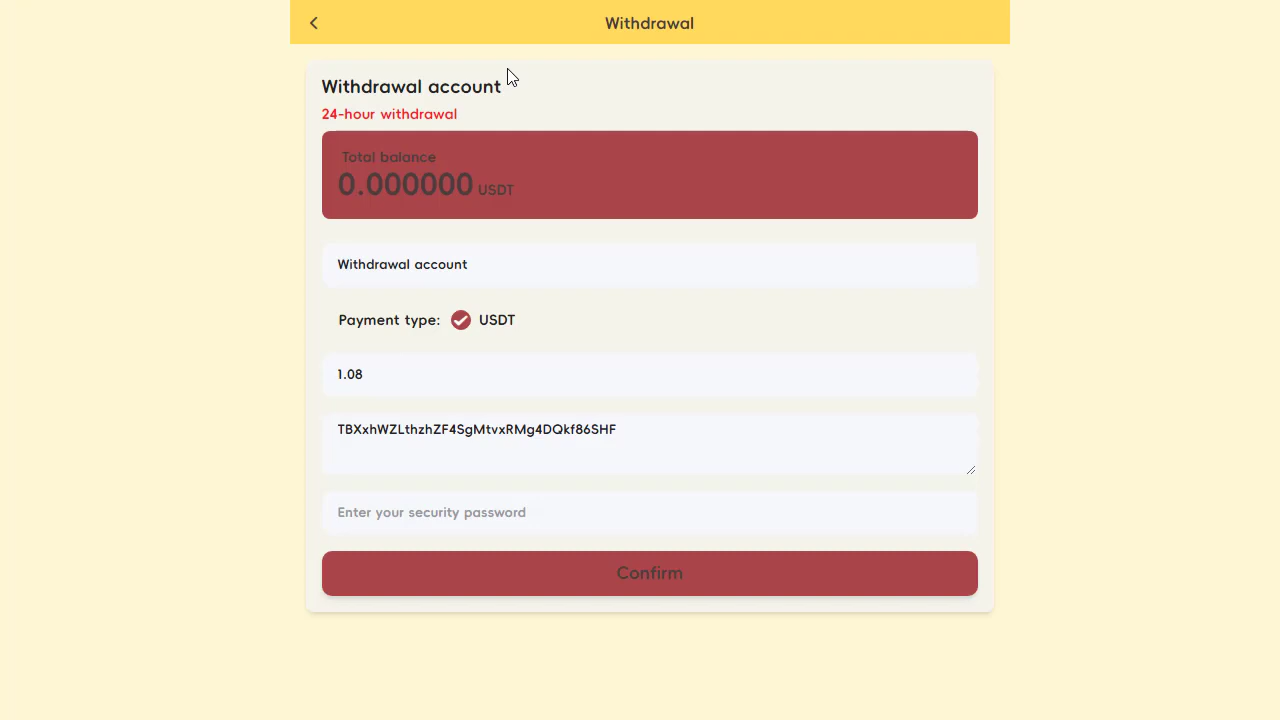 Withdrawal
Withdrawal account
24-hour withdrawal
Total balance
0.000000 USDT
Withdrawal account
Payment type: USDT
1.08
TBXxhWZLthzhZF4SgMtvxRMg4DQkf86SHF
Enter your security password
Confirm